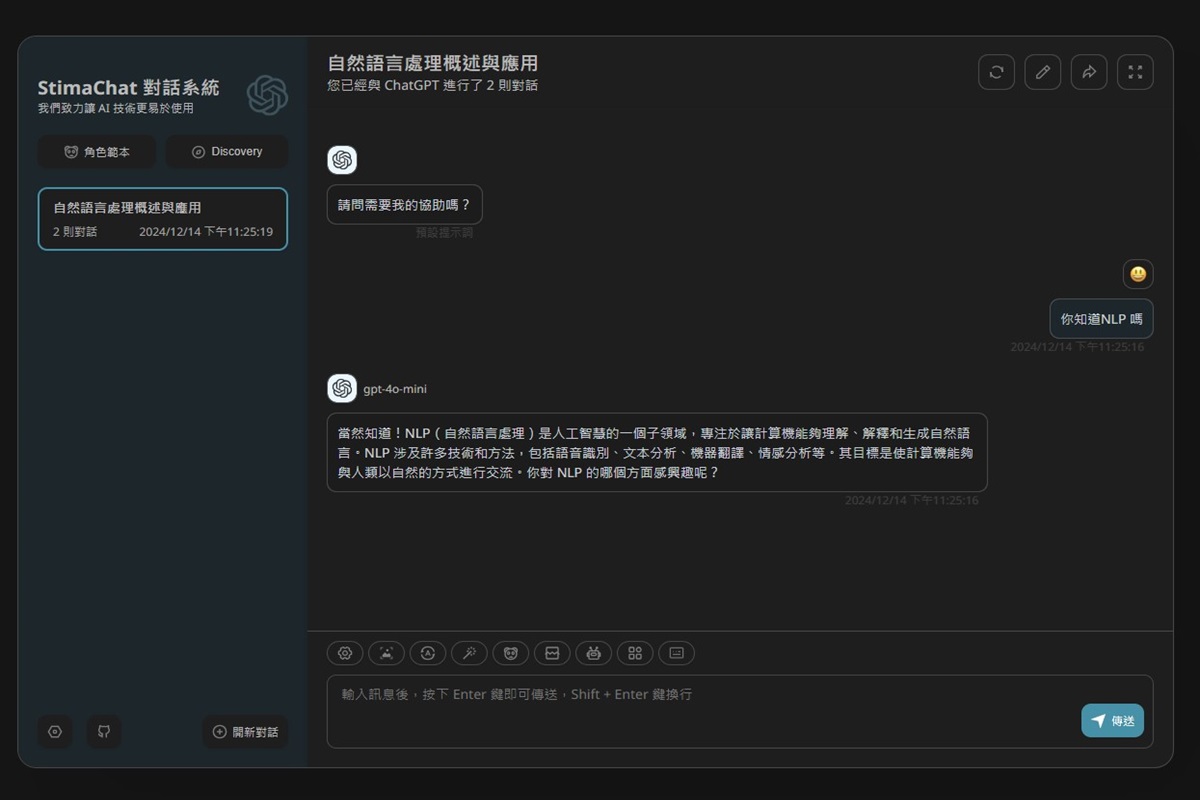 StimaChat 對話系統
我們致力讓 AI 技術更易於使用
角色範本
Discovery
自然語言處理概述與應用
2 則對話
2024/12/14 下午11:25:19
開新對話
自然語言處理概述與應用
您已經與 ChatGPT 進行了 2 則對話
請問需要我的協助嗎？
預設提示詞
你知道NLP 嗎
2024/12/14 下午11:25:16
gpt-4o-mini
當然知道！NLP（自然語言處理）是人工智慧的一個子領域，專注於讓計算機能夠理解、解釋和生成自然語
言。NLP 涉及許多技術和方法，包括語音識別、文本分析、機器翻譯、情感分析等。其目標是使計算機能夠
與人類以自然的方式進行交流。你對 NLP 的哪個方面感興趣呢？
2024/12/14 下午11:25:16
輸入訊息後，按下 Enter 鍵即可傳送，Shift + Enter 鍵換行
傳送